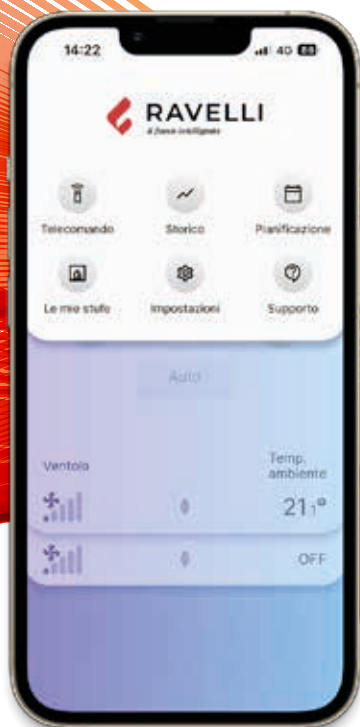 14:22 4G
RAVELLI
Il fuoco intelligente
Telecomando Storico Pianificazione
Le mie stufe Impostazioni Supporto
Auto
Ventola Temp. ambiente
21 1°
OFF